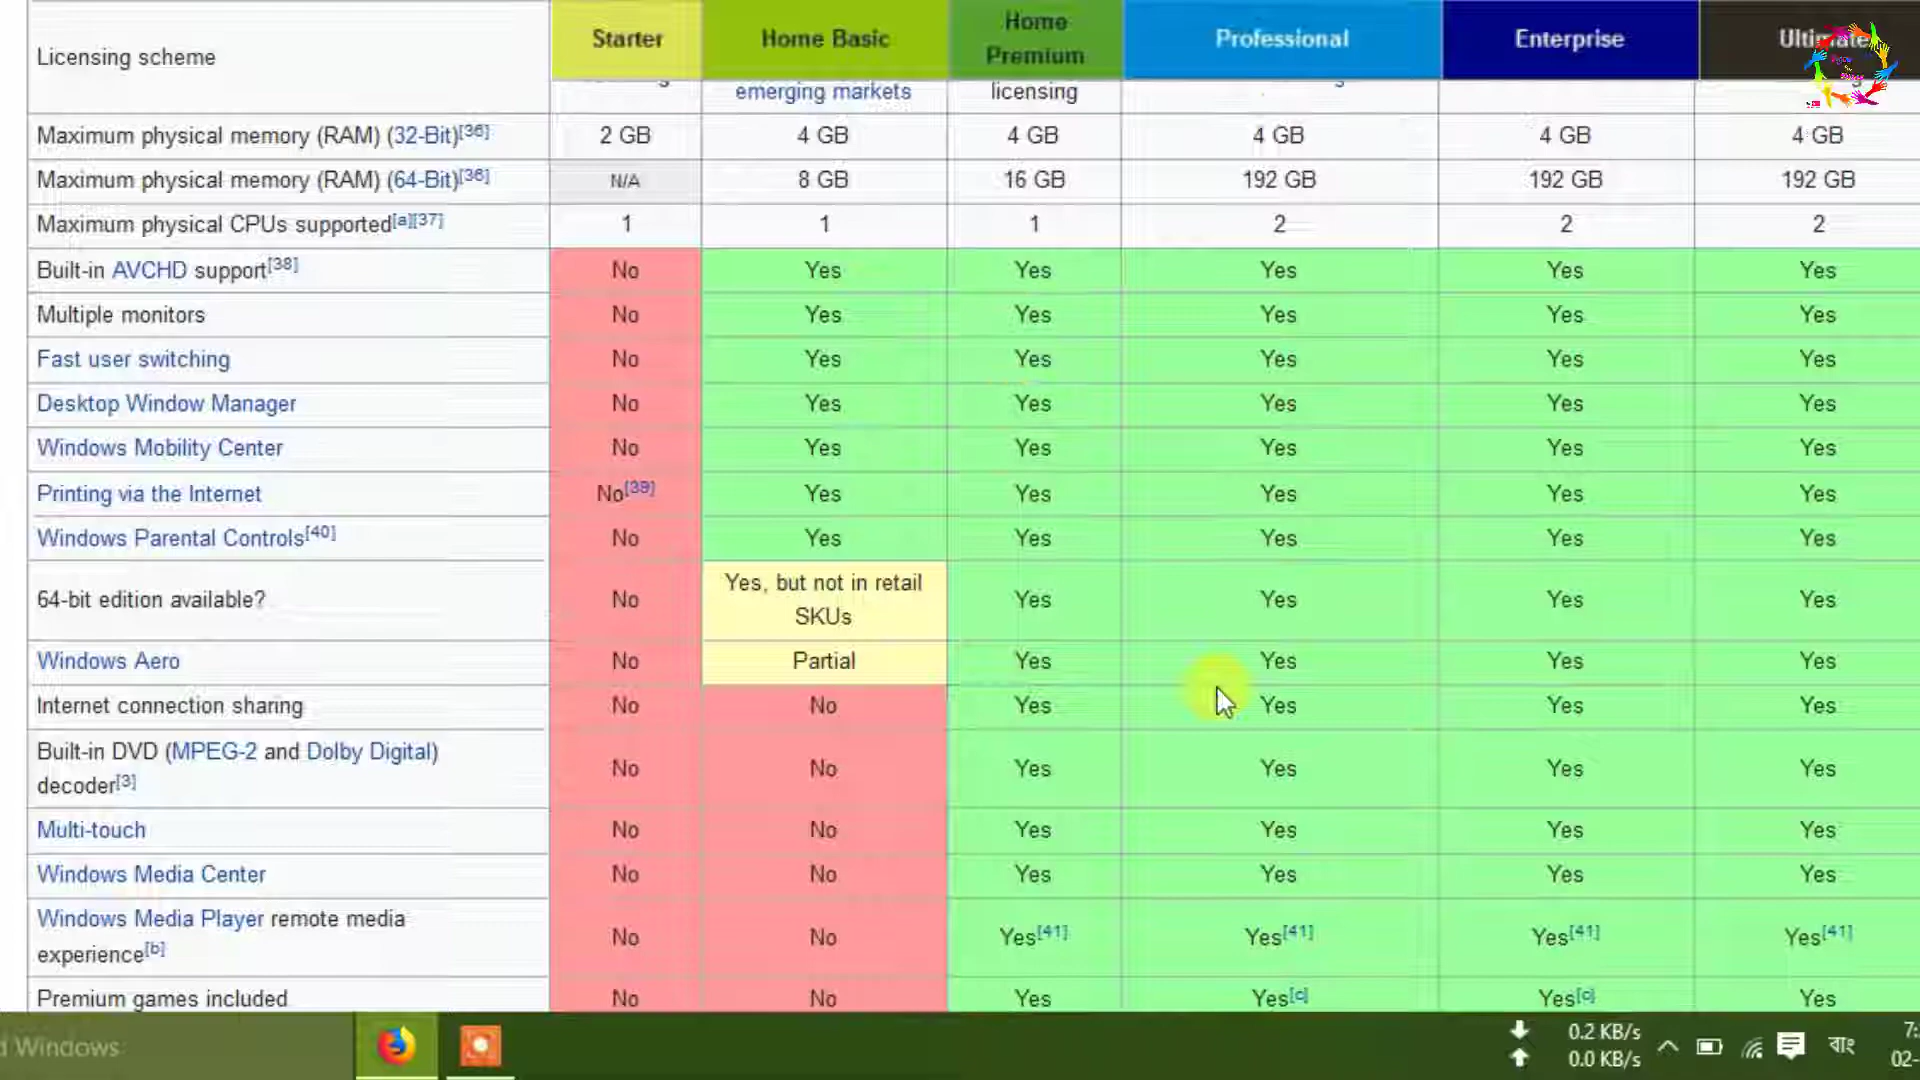 Licensing scheme Starter Home Basic Home Premium Professional Enterprise Ultimate
emerging markets licensing
Maximum physical memory (RAM) (32-Bit)[36] 2 GB 4 GB 4 GB 4 GB 4 GB 4 GB
Maximum physical memory (RAM) (64-Bit)[36] N/A 8 GB 16 GB 192 GB 192 GB 192 GB
Maximum physical CPUs supported[a][37] 1 1 1 2 2 2
Built-in AVCHD support[38] No Yes Yes Yes Yes Yes
Multiple monitors No Yes Yes Yes Yes Yes
Fast user switching No Yes Yes Yes Yes Yes
Desktop Window Manager No Yes Yes Yes Yes Yes
Windows Mobility Center No Yes Yes Yes Yes Yes
Printing via the Internet No[39] Yes Yes Yes Yes Yes
Windows Parental Controls[40] No Yes Yes Yes Yes Yes
64-bit edition available? No Yes, but not in retail SKUs Yes Yes Yes Yes
Windows Aero No Partial Yes Yes Yes Yes
Internet connection sharing No No Yes Yes Yes Yes
Built-in DVD (MPEG-2 and Dolby Digital) decoder[3] No No Yes Yes Yes Yes
Multi-touch No No Yes Yes Yes Yes
Windows Media Center No No Yes Yes Yes Yes
Windows Media Player remote media experience[b] No No Yes[41] Yes[41] Yes[41] Yes[41]
Premium games included No No Yes Yes[c] Yes[c] Yes
d Windows
0.2 KB/s
0.0 KB/s
বাং
7:
02-